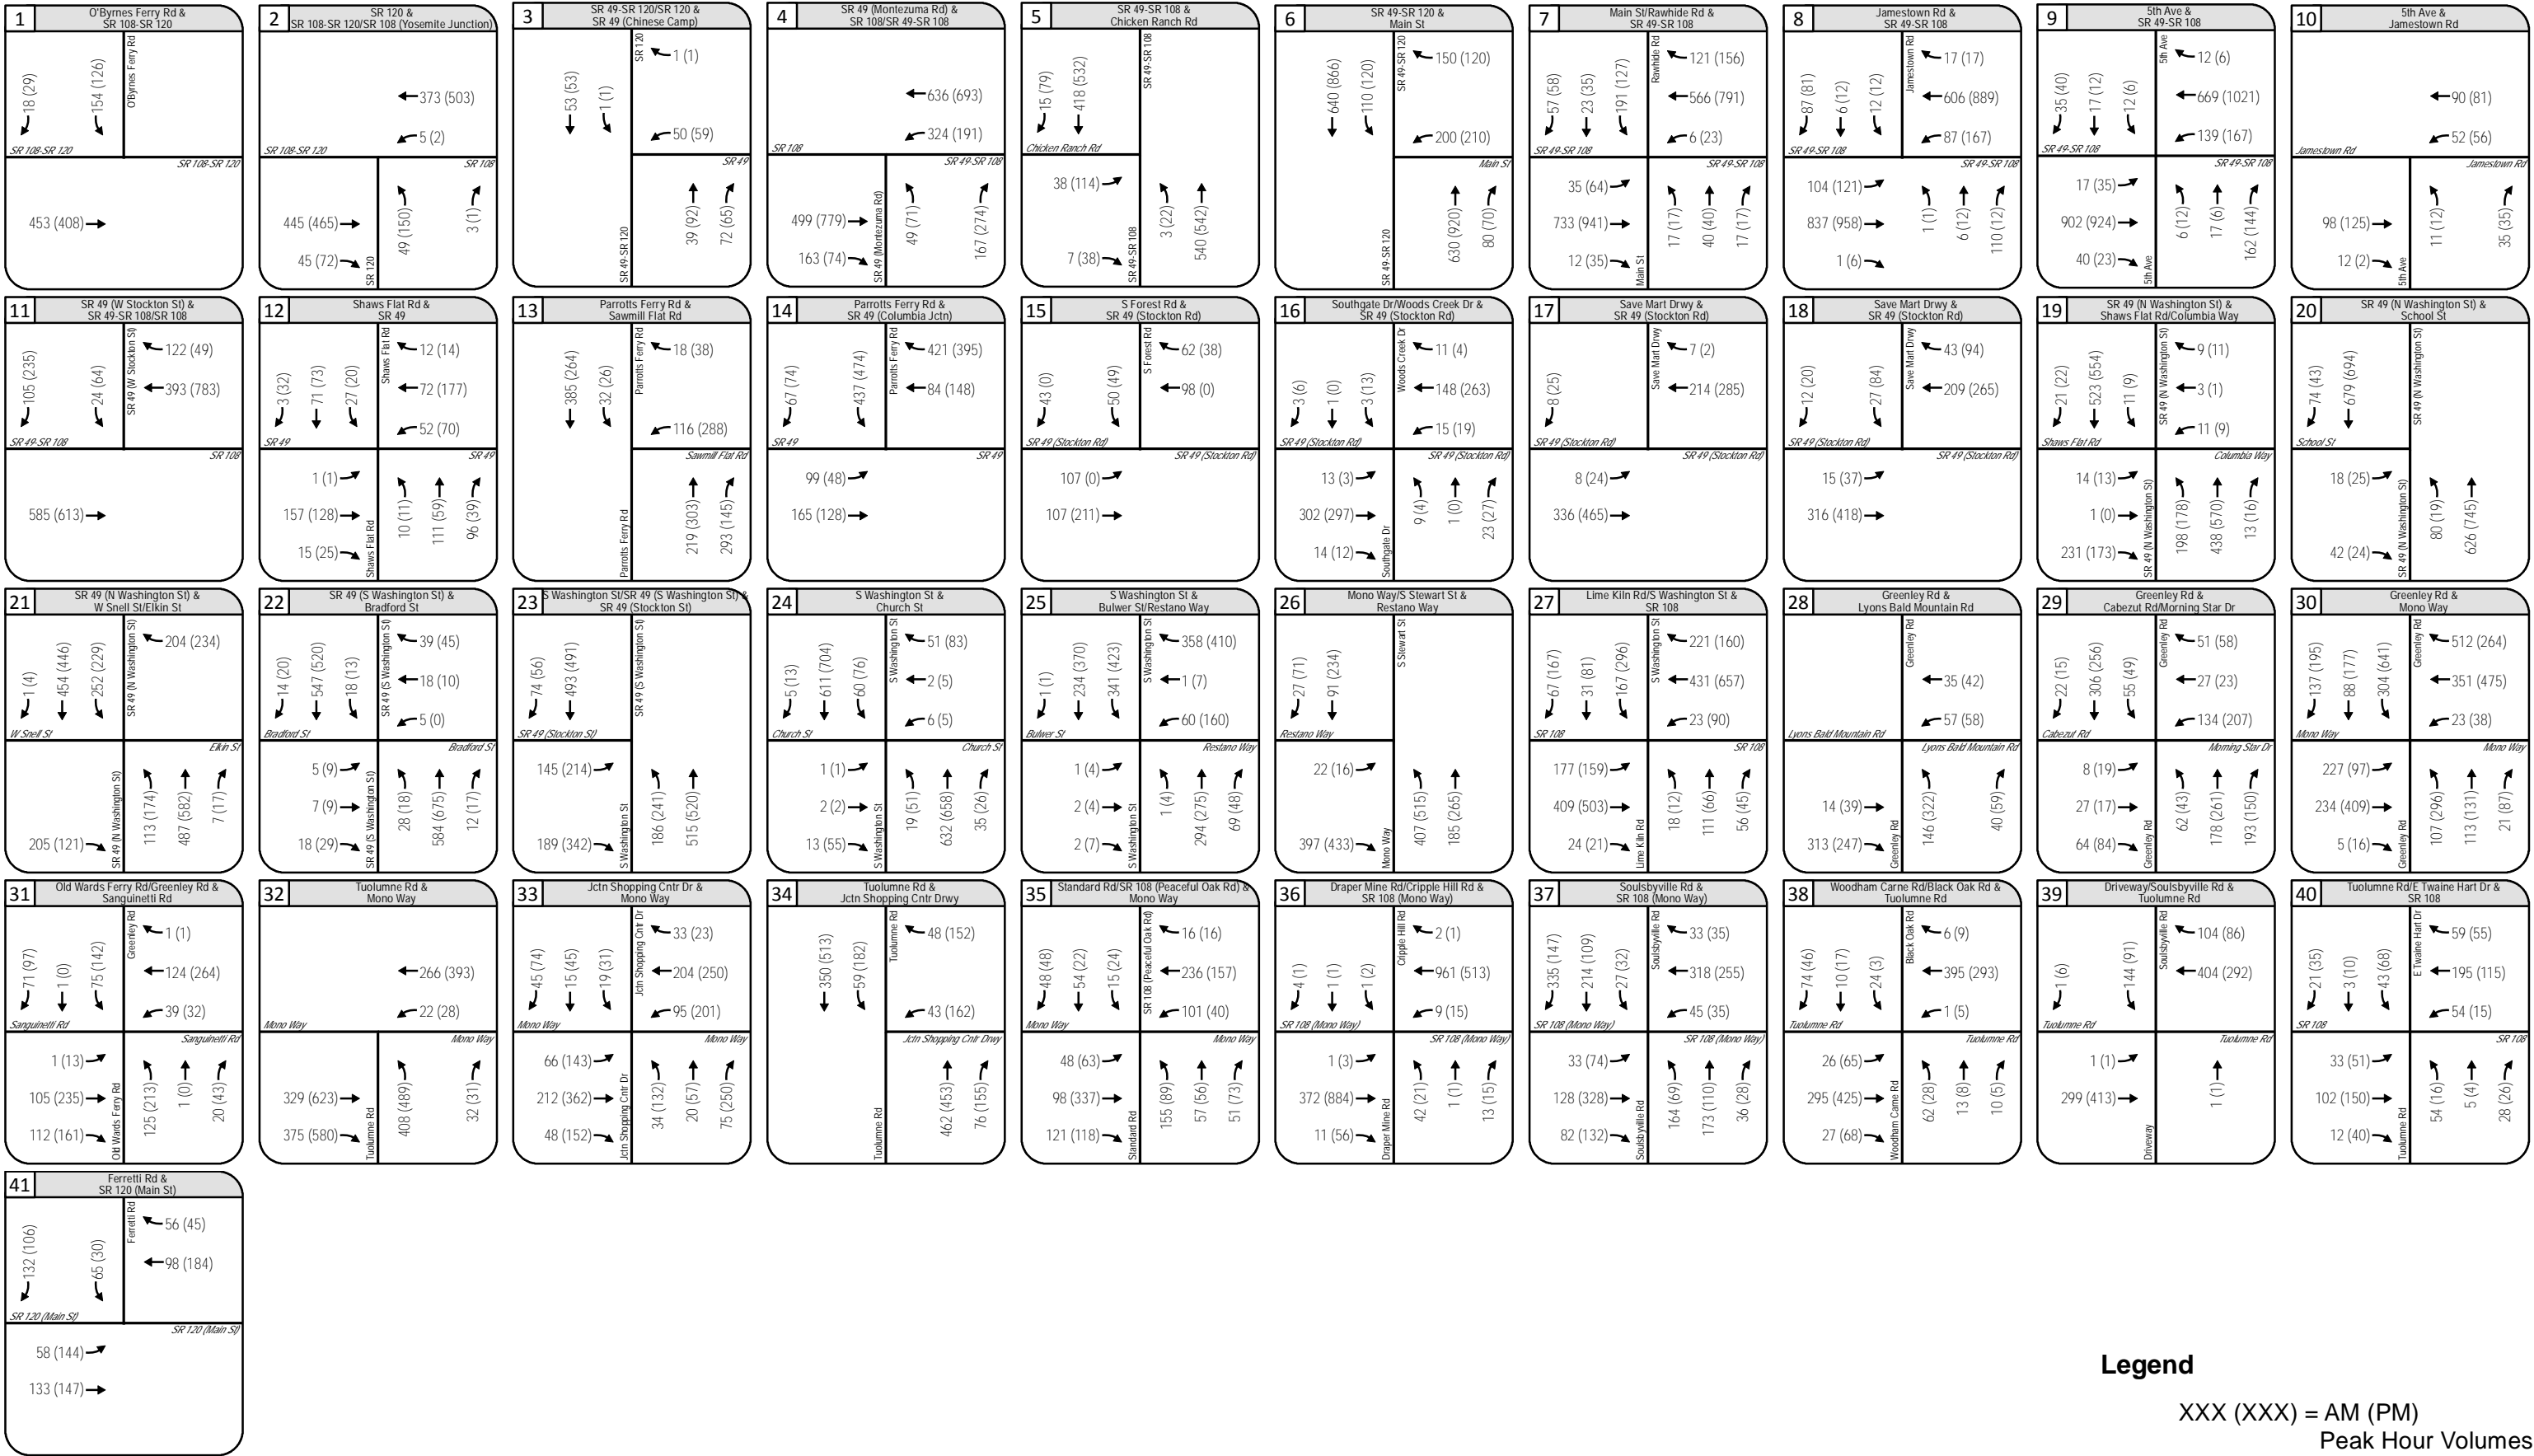 1
O'Byrnes Ferry Rd &
SR 108-SR 120
18 (29)
154 (126)
O'Byrnes Ferry Rd
SR 108-SR 120
SR 108-SR 120
453 (408)
2
SR 120 &
SR 108-SR 120/SR 108 (Yosemite Junction)
373 (503)
5 (2)
SR 108-SR 120
SR 108
445 (465)
45 (72)
SR 120
49 (150)
3 (1)
3
SR 49-SR 120/SR 120 &
SR 49 (Chinese Camp)
53 (53)
1 (1)
SR 120
1 (1)
50 (59)
SR 49
SR 49-SR 120
39 (92)
72 (65)
4
SR 49 (Montezuma Rd) &
SR 108/SR 49-SR 108
636 (693)
324 (191)
SR 108
SR 49-SR 108
499 (779)
163 (74)
SR 49 (Montezuma Rd)
49 (71)
167 (274)
5
SR 49-SR 108 &
Chicken Ranch Rd
15 (79)
418 (532)
SR 49-SR 108
Chicken Ranch Rd
38 (114)
7 (38)
SR 49-SR 108
3 (22)
540 (542)
6
SR 49-SR 120 &
Main St
640 (866)
110 (120)
SR 49-SR 120
150 (120)
200 (210)
Main St
SR 49-SR 120
630 (920)
80 (70)
7
Main St/Rawhide Rd &
SR 49-SR 108
557 (58)
23 (35)
191 (127)
Rawhide Rd
121 (156)
566 (791)
6 (23)
SR 49-SR 108
SR 49-SR 108
35 (64)
733 (941)
12 (35)
Main St
17 (17)
40 (40)
17 (17)
8
Jamestown Rd &
SR 49-SR 108
87 (81)
6 (12)
12 (12)
Jamestown Rd
17 (17)
606 (889)
87 (167)
SR 49-SR 108
SR 49-SR 108
104 (121)
837 (958)
1 (6)
1 (1)
6 (12)
110 (12)
9
5th Ave &
SR 49-SR 108
35 (40)
17 (12)
12 (6)
5th Ave
12 (6)
669 (1021)
139 (167)
SR 49-SR 108
SR 49-SR 108
17 (35)
902 (924)
40 (23)
5th Ave
6 (12)
17 (6)
162 (144)
10
5th Ave &
Jamestown Rd
90 (81)
52 (56)
Jamestown Rd
Jamestown Rd
98 (125)
12 (2)
5th Ave
11 (12)
35 (35)
11
SR 49 (W Stockton St) &
SR 49-SR 108/SR 108
105 (235)
24 (64)
SR 49 (W Stockton St)
122 (49)
393 (783)
SR 49-SR 108
SR 108
585 (613)
12
Shaws Flat Rd &
SR 49
3 (32)
71 (73)
27 (20)
Shaws Flat Rd
12 (14)
72 (177)
52 (70)
SR 49
SR 49
1 (1)
157 (128)
15 (25)
Shaws Flat Rd
10 (11)
111 (59)
96 (39)
13
Parrotts Ferry Rd &
Sawmill Flat Rd
385 (264)
32 (26)
Parrotts Ferry Rd
18 (38)
116 (288)
Sawmill Flat Rd
Parrotts Ferry Rd
219 (303)
293 (145)
14
Parrotts Ferry Rd &
SR 49 (Columbia Jctn)
67 (74)
437 (474)
Parrotts Ferry Rd
421 (395)
84 (148)
SR 49
SR 49
99 (48)
165 (128)
15
S Forest Rd &
SR 49 (Stockton Rd)
43 (0)
50 (49)
S Forest Rd
62 (38)
98 (0)
SR 49 (Stockton Rd)
SR 49 (Stockton Rd)
107 (0)
107 (211)
16
Southgate Dr/Woods Creek Dr &
SR 49 (Stockton Rd)
3 (6)
1 (0)
3 (13)
Woods Creek Dr
11 (4)
148 (263)
15 (19)
SR 49 (Stockton Rd)
SR 49 (Stockton Rd)
13 (3)
302 (297)
14 (12)
Southgate Dr
9 (4)
1 (0)
23 (27)
17
Save Mart Drwy &
SR 49 (Stockton Rd)
8 (25)
Save Mart Drwy
7 (2)
214 (285)
SR 49 (Stockton Rd)
SR 49 (Stockton Rd)
8 (24)
336 (465)
18
Save Mart Drwy &
SR 49 (Stockton Rd)
12 (20)
27 (84)
Save Mart Drwy
43 (94)
209 (265)
SR 49 (Stockton Rd)
SR 49 (Stockton Rd)
15 (37)
316 (418)
19
SR 49 (N Washington St) &
Shaws Flat Rd/Columbia Way
21 (22)
523 (554)
11 (9)
SR 49 (N Washington St)
9 (11)
3 (1)
11 (9)
Shaws Flat Rd
Columbia Way
14 (13)
1 (0)
231 (173)
SR 49 (N Washington St)
198 (178)
438 (570)
13 (16)
20
SR 49 (N Washington St) &
School St
74 (43)
679 (694)
SR 49 (N Washington St)
School St
18 (25)
42 (24)
SR 49 (N Washington St)
80 (19)
626 (745)
21
SR 49 (N Washington St) &
W Snell St/Elkin St
1 (4)
454 (446)
252 (229)
SR 49 (N Washington St)
204 (234)
W Snell St
Elkin St
205 (121)
SR 49 (N Washington St)
113 (174)
487 (582)
7 (17)
22
SR 49 (S Washington St) &
Bradford St
14 (20)
547 (520)
18 (13)
SR 49 (S Washington St)
39 (45)
18 (10)
5 (0)
Bradford St
Bradford St
5 (9)
7 (9)
18 (29)
SR 49 (S Washington St)
28 (18)
584 (675)
12 (17)
23
S Washington St/SR 49 (S Washington St) &
SR 49 (Stockton St)
74 (56)
493 (491)
SR 49 (S Washington St)
SR 49 (Stockton St)
145 (214)
189 (342)
S Washington St
186 (241)
515 (520)
24
S Washington St &
Church St
5 (13)
611 (704)
60 (76)
S Washington St
51 (83)
2 (5)
6 (5)
Church St
Church St
1 (1)
2 (2)
13 (55)
S Washington St
19 (51)
632 (658)
35 (26)
25
S Washington St &
Bulwer St/Restano Way
1 (1)
234 (370)
341 (423)
S Washington St
358 (410)
1 (7)
60 (160)
Bulwer St
Restano Way
1 (4)
2 (4)
2 (7)
S Washington St
1 (4)
294 (275)
69 (48)
26
Mono Way/S Stewart St &
Restano Way
27 (71)
91 (234)
S Stewart St
Restano Way
22 (16)
397 (433)
Mono Way
407 (515)
185 (265)
27
Lime Kiln Rd/S Washington St &
SR 108
67 (167)
31 (81)
167 (296)
S Washington St
221 (160)
431 (657)
23 (90)
SR 108
SR 108
177 (159)
409 (503)
24 (21)
Lime Kiln Rd
18 (12)
111 (66)
56 (45)
28
Greenley Rd &
Lyons Bald Mountain Rd
Greenley Rd
35 (42)
57 (58)
Lyons Bald Mountain Rd
Lyons Bald Mountain Rd
14 (39)
313 (247)
Greenley Rd
146 (322)
40 (59)
29
Greenley Rd &
Cabezut Rd/Morning Star Dr
22 (15)
306 (256)
55 (49)
Greenley Rd
51 (58)
27 (23)
134 (207)
Cabezut Rd
Morning Star Dr
8 (19)
27 (17)
64 (84)
Greenley Rd
62 (43)
178 (261)
193 (150)
30
Greenley Rd &
Mono Way
137 (195)
88 (177)
304 (641)
Greenley Rd
512 (264)
351 (475)
23 (38)
Mono Way
Mono Way
227 (97)
234 (409)
5 (16)
Greenley Rd
107 (296)
113 (131)
21 (87)
31
Old Wards Ferry Rd/Greenley Rd &
Sanguinetti Rd
71 (97)
1 (0)
75 (142)
Greenley Rd
1 (1)
124 (264)
39 (32)
Sanguinetti Rd
Sanguinetti Rd
1 (13)
105 (235)
112 (161)
Old Wards Ferry Rd
125 (213)
1 (0)
20 (43)
32
Tuolumne Rd &
Mono Way
266 (393)
22 (28)
Mono Way
Mono Way
329 (623)
375 (580)
Tuolumne Rd
408 (489)
32 (31)
33
Jctn Shopping Cntr Dr &
Mono Way
45 (74)
15 (45)
19 (31)
Jctn Shopping Cntr Dr
33 (23)
204 (250)
95 (201)
Mono Way
Mono Way
66 (143)
212 (362)
48 (152)
Jctn Shopping Cntr Dr
34 (132)
20 (57)
75 (250)
34
Tuolumne Rd &
Jctn Shopping Cntr Drwy
350 (513)
59 (182)
Tuolumne Rd
48 (152)
43 (162)
Jctn Shopping Cntr Drwy
Tuolumne Rd
462 (453)
76 (155)
35
Standard Rd/SR 108 (Peaceful Oak Rd) &
Mono Way
48 (48)
54 (22)
15 (24)
SR 108 (Peaceful Oak Rd)
16 (16)
236 (157)
101 (40)
Mono Way
Mono Way
48 (63)
98 (337)
121 (118)
Standard Rd
155 (89)
57 (56)
51 (73)
36
Draper Mine Rd/Cripple Hill Rd &
SR 108 (Mono Way)
4 (1)
1 (1)
1 (2)
Cripple Hill Rd
2 (1)
961 (513)
9 (15)
SR 108 (Mono Way)
SR 108 (Mono Way)
1 (3)
372 (884)
11 (56)
Draper Mine Rd
42 (21)
1 (1)
13 (15)
37
Soulsbyville Rd &
SR 108 (Mono Way)
335 (147)
214 (109)
27 (32)
Soulsbyville Rd
33 (35)
318 (255)
45 (35)
SR 108 (Mono Way)
SR 108 (Mono Way)
33 (74)
128 (328)
82 (132)
Soulsbyville Rd
164 (69)
173 (110)
36 (28)
38
Woodham Carne Rd/Black Oak Rd &
Tuolumne Rd
74 (46)
10 (17)
24 (3)
Black Oak Rd
6 (9)
395 (293)
1 (5)
Tuolumne Rd
Tuolumne Rd
26 (65)
295 (425)
27 (68)
Woodham Carne Rd
62 (28)
13 (8)
10 (5)
39
Driveway/Soulsbyville Rd &
Tuolumne Rd
1 (6)
144 (91)
Soulsbyville Rd
104 (86)
404 (292)
Tuolumne Rd
Tuolumne Rd
1 (1)
299 (413)
Driveway
1 (1)
40
Tuolumne Rd/E Twaine Hart Dr &
SR 108
21 (35)
3 (10)
43 (68)
E Twaine Hart Dr
59 (55)
195 (115)
54 (15)
SR 108
SR 108
33 (51)
102 (150)
12 (40)
Tuolumne Rd
54 (16)
5 (4)
28 (26)
41
Ferretti Rd &
SR 120 (Main St)
132 (106)
65 (30)
Ferretti Rd
56 (45)
98 (184)
SR 120 (Main St)
SR 120 (Main St)
58 (144)
133 (147)
Legend
XXX (XXX) = AM (PM)
Peak Hour Volumes